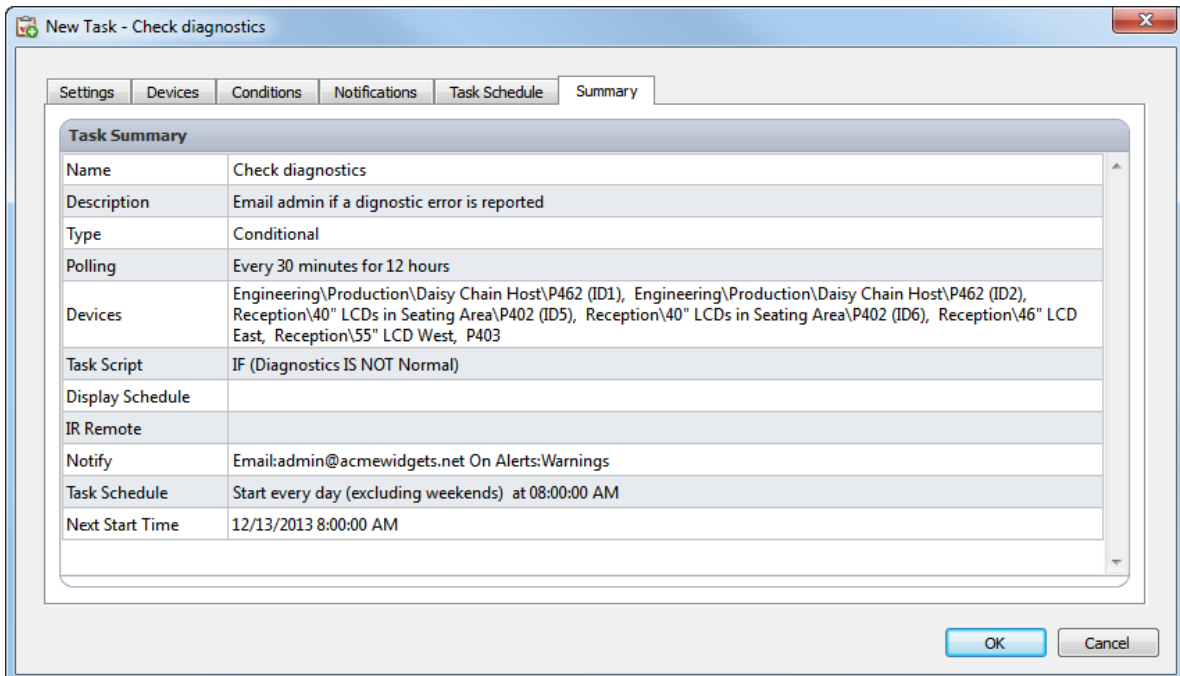 New Task - Check diagnostics
Settings Devices Conditions Notifications Task Schedule Summary
Task Summary
Name Check diagnostics
Description Email admin if a dignostic error is reported
Type Conditional
Polling Every 30 minutes for 12 hours
Devices Engineering\Production\Daisy Chain Host\P462 (ID1), Engineering\Production\Daisy Chain Host\P462 (ID2),
Reception\40" LCDs in Seating Area\P402 (ID5), Reception\40" LCDs in Seating Area\P402 (ID6), Reception\46" LCD
East, Reception\55" LCD West, P403
Task Script IF (Diagnostics IS NOT Normal)
Display Schedule
IR Remote
Notify Email:admin@acmewidgets.net On Alerts:Warnings
Task Schedule Start every day (excluding weekends) at 08:00:00 AM
Next Start Time 12/13/2013 8:00:00 AM
OK Cancel